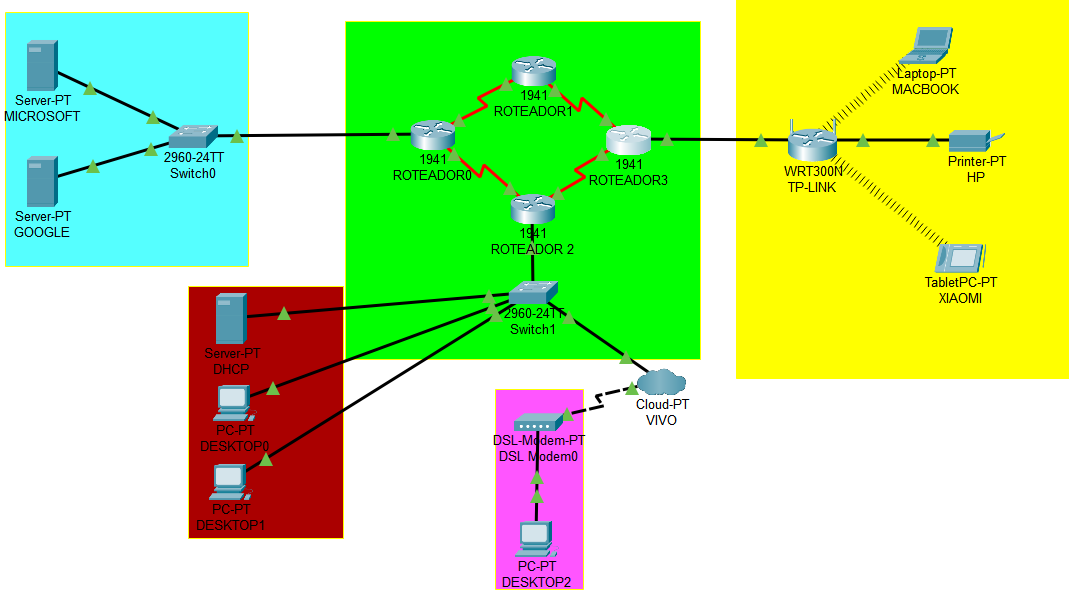 Server-PT
MICROSOFT
Server-PT
GOOGLE
2960-24TT
Switch0
1941
ROTEADOR1
1941
ROTEADOR0
1941
ROTEADOR3
1941
ROTEADOR 2
2960-24TT
Switch1
Laptop-PT
MACBOOK
WRT300N
TP-LINK
Printer-PT
HP
TabletPC-PT
XIAOMI
Server-PT
DHCP
PC-PT
DESKTOP0
PC-PT
DESKTOP1
Cloud-PT
VIVO
DSL-Modem-PT
DSL Modem0
PC-PT
DESKTOP2